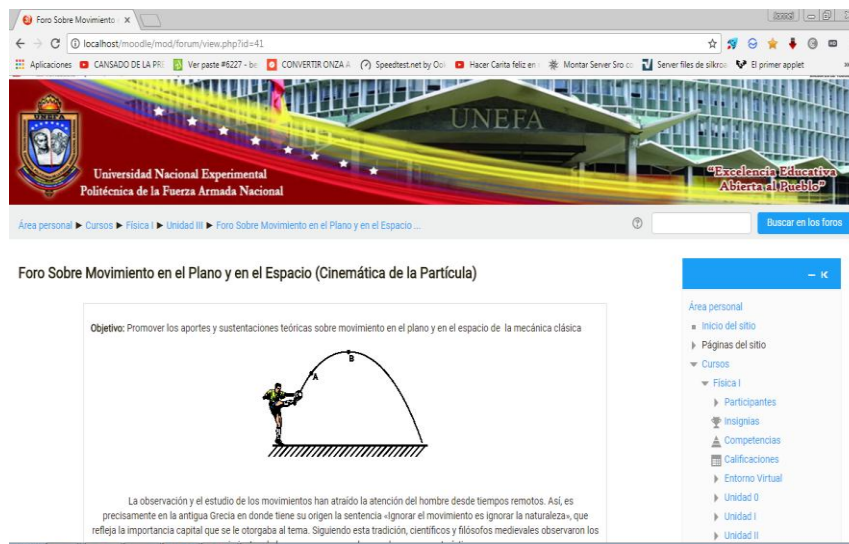 Foro Sobre Movimiento
localhost/moodle/mod/forum/view.php?id=41
Aplicaciones CANSADO DE LA PRE Ver paste #6227 - be CONVERTIR ONZA A Speedtest.net by Ook Hacer Carita feliz en Montar Server Sro co Server files de silkroa El primer applet »
UNEFA
UNEFA
Universidad Nacional Experimental
Politécnica de la Fuerza Armada Nacional
"Excelencia Educativa
Abierta al Pueblo"
Área personal ▶ Cursos ▶ Física I ▶ Unidad III ▶ Foro Sobre Movimiento en el Plano y en el Espacio ...
Buscar en los foros
Foro Sobre Movimiento en el Plano y en el Espacio (Cinemática de la Partícula)
Objetivo: Promover los aportes y sustentaciones teóricas sobre movimiento en el plano y en el espacio de la mecánica clásica
B
A
La observación y el estudio de los movimientos han atraído la atención del hombre desde tiempos remotos. Así, es
precisamente en la antigua Grecia en donde tiene su origen la sentencia «Ignorar el movimiento es ignorar la naturaleza», que
refleja la importancia capital que se le otorgaba al tema. Siguiendo esta tradición, científicos y filósofos medievales observaron los
Área personal
Inicio del sitio
Páginas del sitio
Cursos
Física I
Participantes
Insignias
Competencias
Calificaciones
Entorno Virtual
Unidad 0
Unidad I
Unidad II